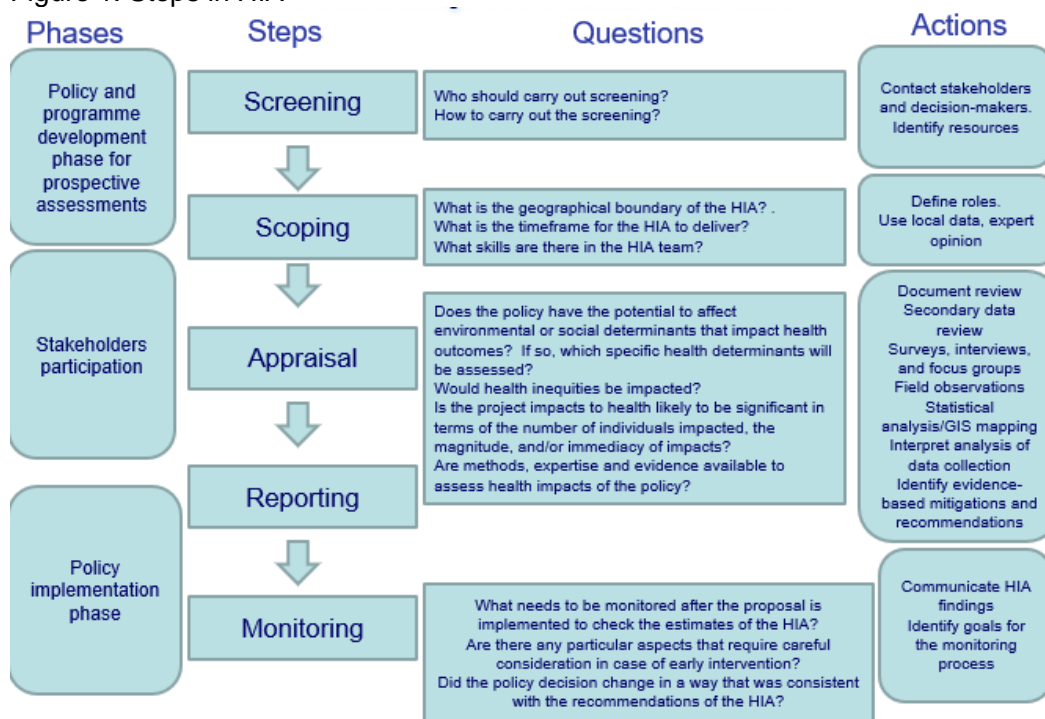 Phases
Steps
Questions
Actions
Policy and
programme
development
phase for
prospective
assessments
Stakeholders
participation
Policy
implementation
phase
Screening
Scoping
Appraisal
Reporting
Monitoring
Who should carry out screening?
How to carry out the screening?
What is the geographical boundary of the HIA? .
What is the timeframe for the HIA to deliver?
What skills are there in the HIA team?
Does the policy have the potential to affect
environmental or social determinants that impact health
outcomes? If so, which specific health determinants will
be assessed?
Would health inequities be impacted?
Is the project impacts to health likely to be significant in
terms of the number of individuals impacted, the
magnitude, and/or immediacy of impacts?
Are methods, expertise and evidence available to
assess health impacts of the policy?
What needs to be monitored after the proposal is
implemented to check the estimates of the HIA?
Are there any particular aspects that require careful
consideration in case of early intervention?
Did the policy decision change in a way that was consistent
with the recommendations of the HIA?
Contact stakeholders
and decision-makers.
Identify resources
Define roles.
Use local data, expert
opinion
Document review
Secondary data
review
Surveys, interviews,
and focus groups
Field observations
Statistical
analysis/GIS mapping
Interpret analysis of
data collection
Identify evidence-
based mitigations and
recommendations
Communicate HIA
findings
Identify goals for
the monitoring
process